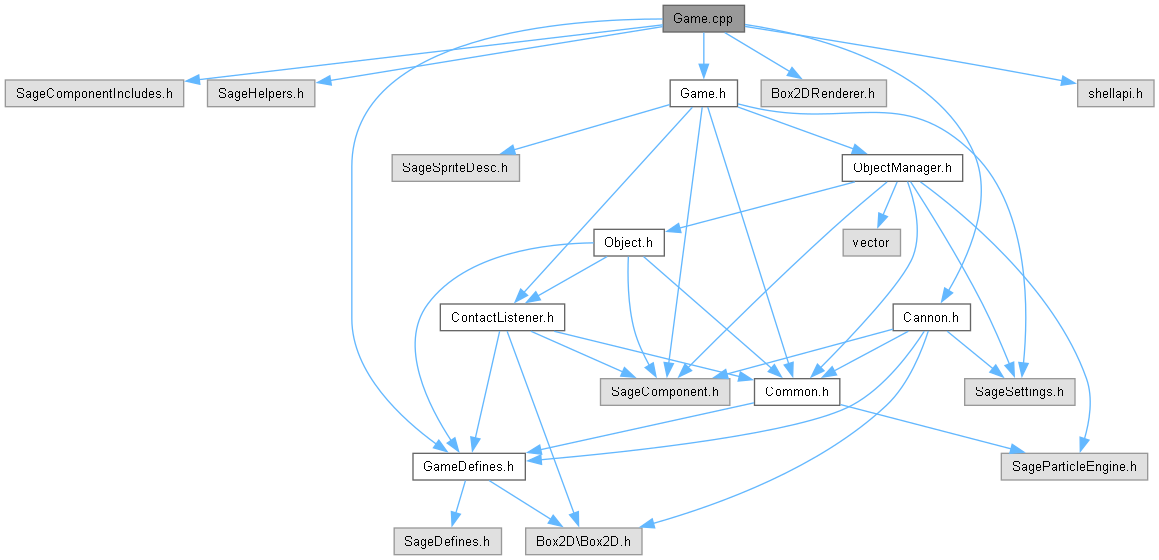 Game.cpp
SageComponentIncludes.h
SageHelpers.h
Game.h
Box2DRenderer.h
shellapi.h
SageSpriteDesc.h
ObjectManager.h
Object.h
vector
ContactListener.h
Cannon.h
SageComponent.h
Common.h
SageSettings.h
GameDefines.h
SageParticleEngine.h
SageDefines.h
Box2D\Box2D.h